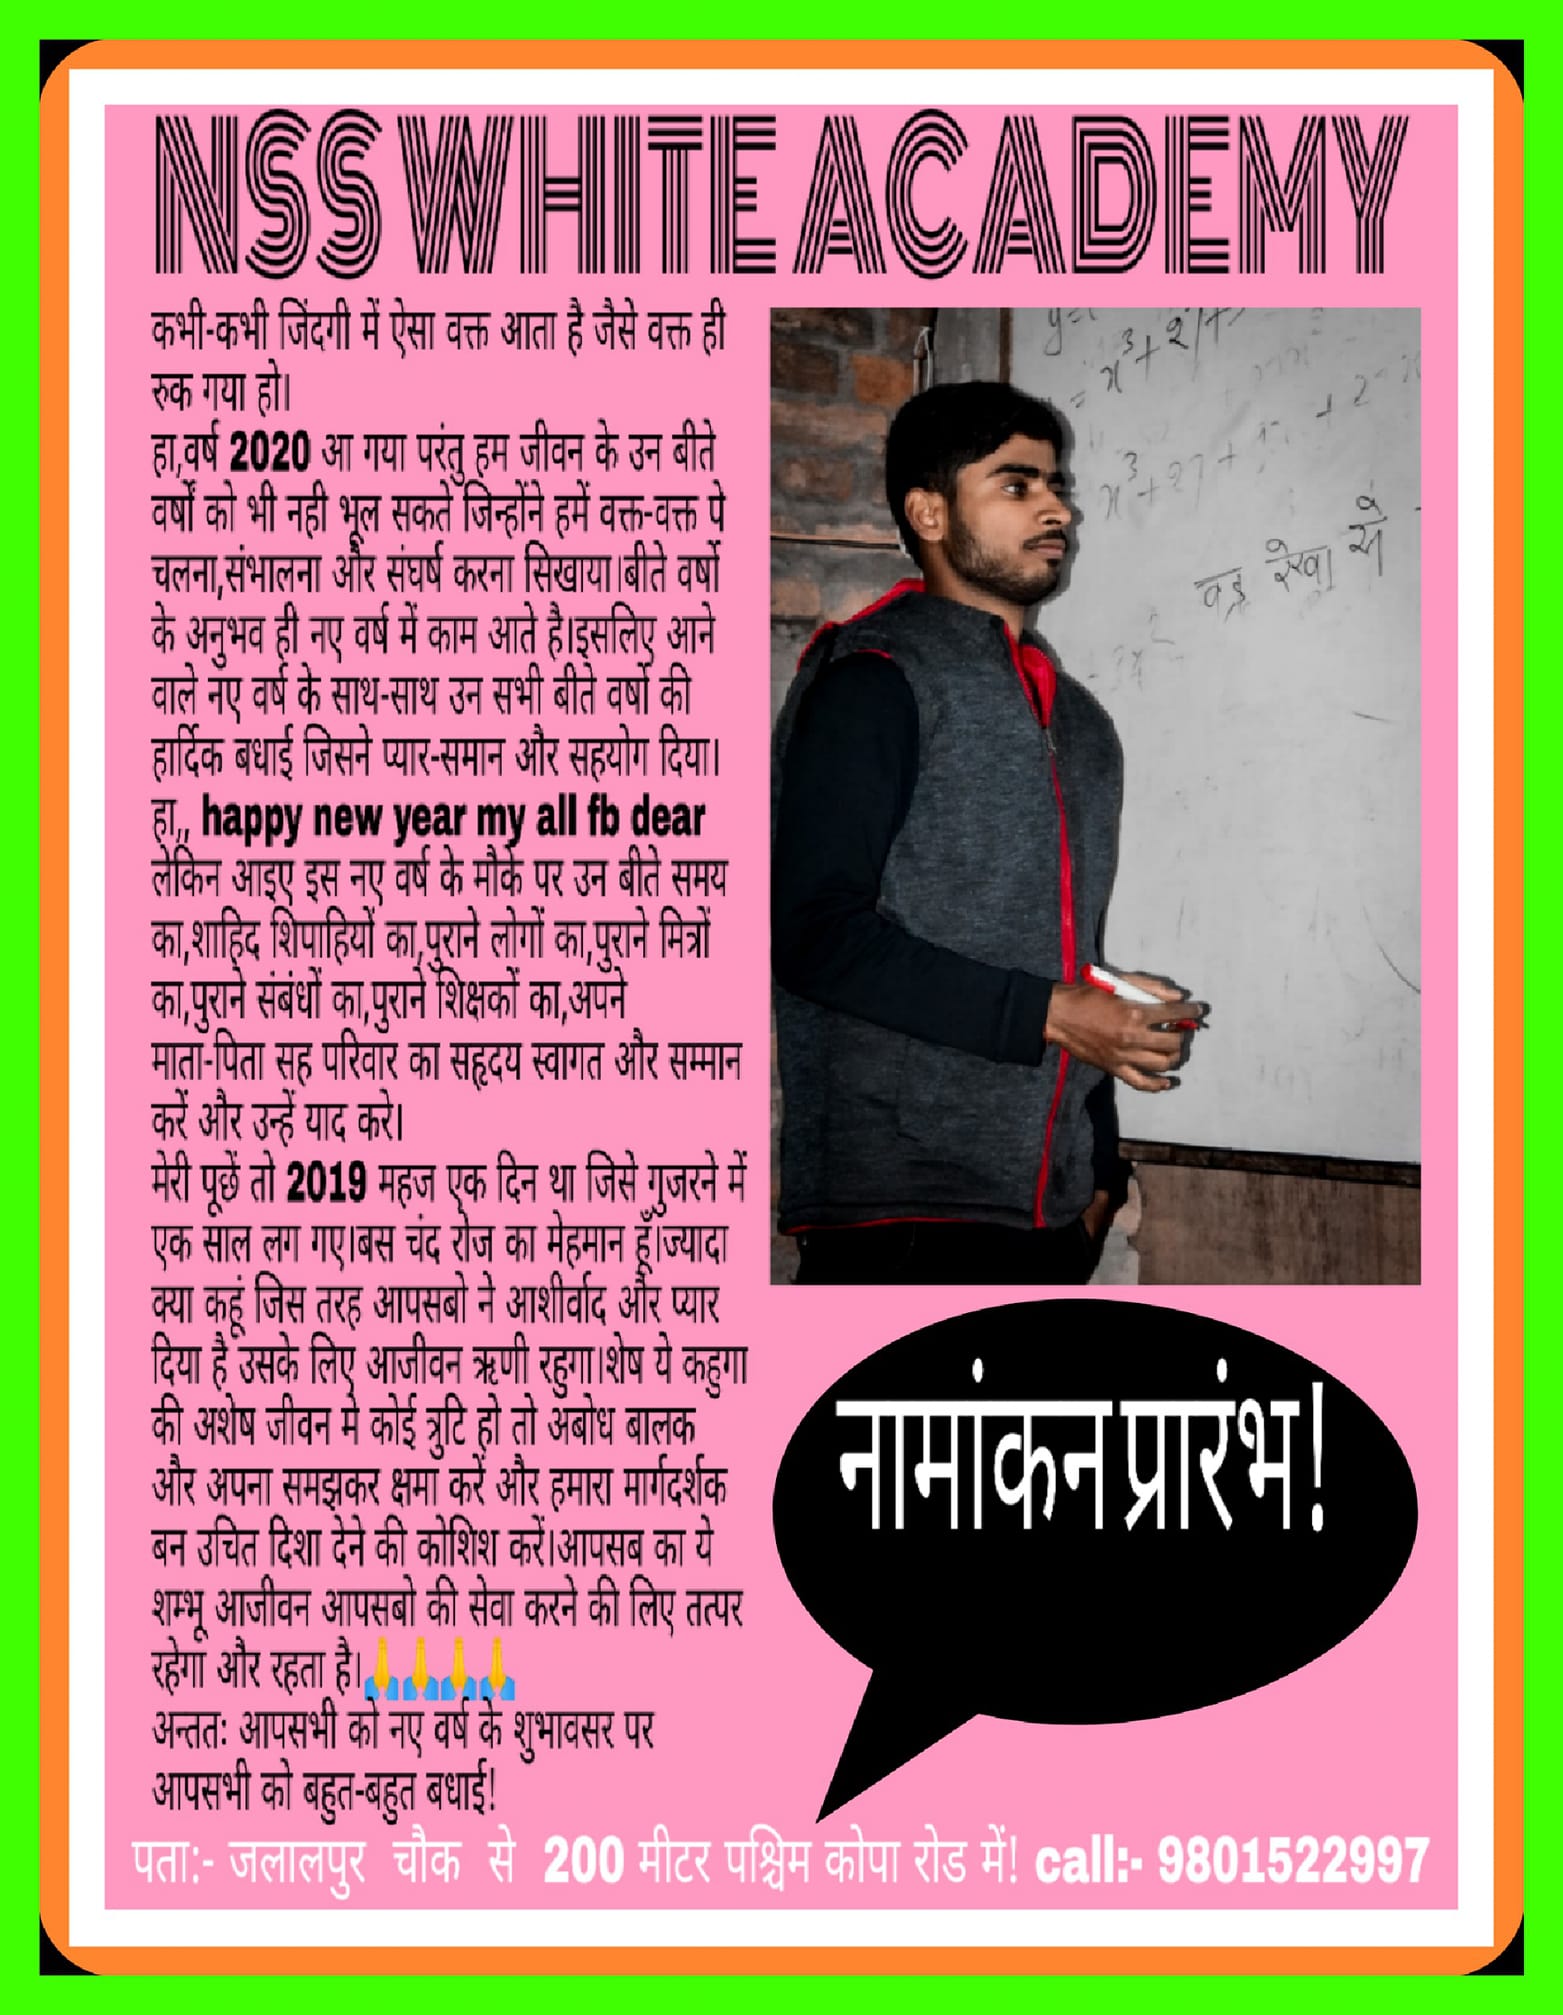 NSS WHITE ACADEMY
कभी-कभी जिंदगी में ऐसा वक्त आता है जैसे वक्त ही
रुक गया हो।
हा,वर्ष 2020 आ गया परंतु हम जीवन के उन बीते
वर्षों को भी नही भूल सकते जिन्होंने हमें वक्त-वक्त पे
चलना,संभालना और संघर्ष करना सिखाया।बीते वर्षो
के अनुभव ही नए वर्ष में काम आते है।इसलिए आने
वाले नए वर्ष के साथ-साथ उन सभी बीते वर्षो की
हार्दिक बधाई जिसने प्यार-समान और सहयोग दिया।
हा,, happy new year my all fb dear
लेकिन आइए इस नए वर्ष के मौके पर उन बीते समय
का,शाहिद शिपाहियों का,पुराने लोगों का,पुराने मित्रों
का,पुराने संबंधों का,पुराने शिक्षकों का,अपने
माता-पिता सह परिवार का सहृदय स्वागत और सम्मान
करें और उन्हें याद करे।
मेरी पूछें तो 2019 महज एक दिन था जिसे गुजरने में
एक साल लग गए।बस चंद रोज का मेहमान हूँ।ज्यादा
क्या कहूं जिस तरह आपसबो ने आशीर्वाद और प्यार
दिया है उसके लिए आजीवन ऋणी रहुगा।शेष ये कहुगा
की अशेष जीवन मे कोई त्रुटि हो तो अबोध बालक
और अपना समझकर क्षमा करें और हमारा मार्गदर्शक
बन उचित दिशा देने की कोशिश करें।आपसब का ये
शम्भू आजीवन आपसबो की सेवा करने की लिए तत्पर
रहेगा और रहता है।🙏🙏🙏🙏
अन्ततः आपसभी को नए वर्ष के शुभावसर पर
आपसभी को बहुत-बहुत बधाई!
x³+27+
वक्र रेखा से
नामांकन प्रारंभ!
पता:- जलालपुर चौक से 200 मीटर पश्चिम कोपा रोड में! call:- 9801522997